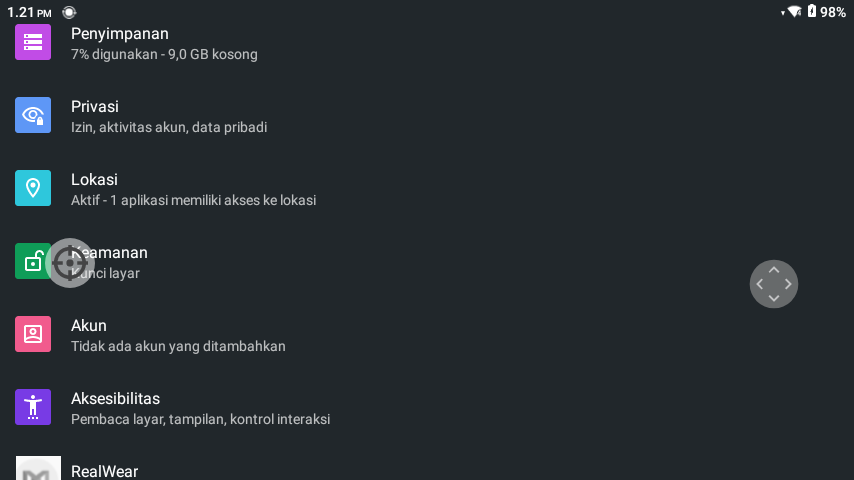 1.21 PM
98%
Penyimpanan
7% digunakan - 9,0 GB kosong
Privasi
Izin, aktivitas akun, data pribadi
Lokasi
Aktif - 1 aplikasi memiliki akses ke lokasi
Keamanan
Kunci layar
Akun
Tidak ada akun yang ditambahkan
Aksesibilitas
Pembaca layar, tampilan, kontrol interaksi
RealWear